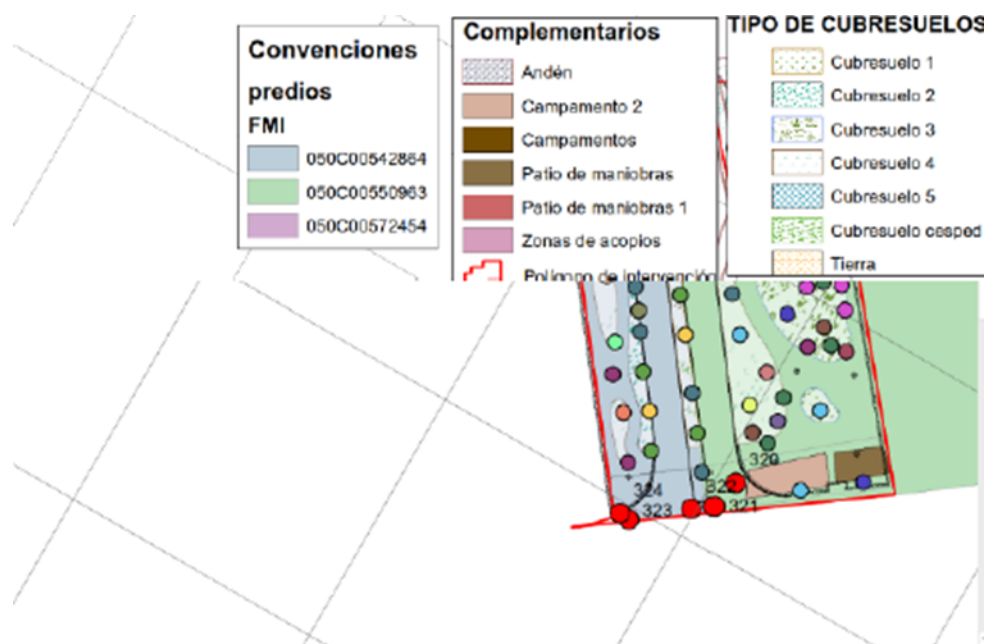 Convenciones
predios
FMI
050C00542864
050C00550963
050C00572454
Complementarios
Andén
Campamento 2
Campamentos
Patio de maniobras
Patio de maniobras 1
Zonas de acopios
Polígono de intervención
TIPO DE CUBRESUELOS
Cubresuelo 1
Cubresuelo 2
Cubresuelo 3
Cubresuelo 4
Cubresuelo 5
Cubresuelo cesped
Tierra
320
324
322
323
321